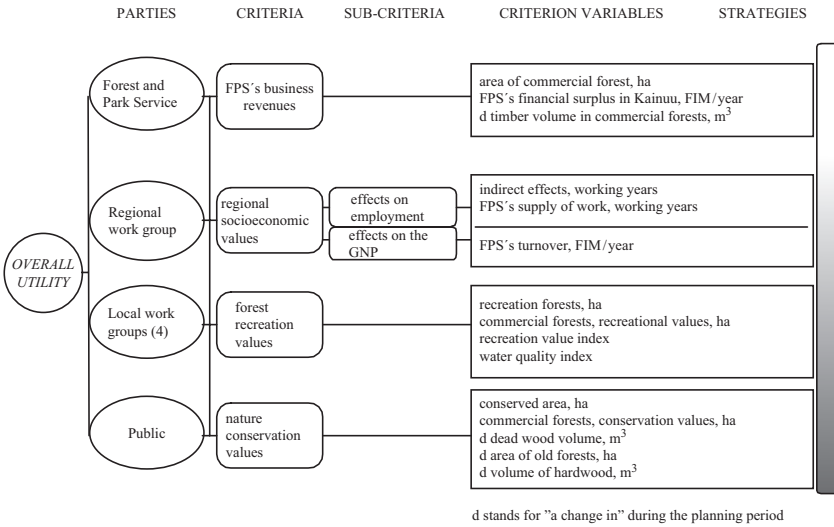 PARTIES CRITERIA SUB-CRITERIA CRITERION VARIABLES STRATEGIES
Forest and
Park Service
FPS´s business
revenues
area of commercial forest, ha
FPS´s financial surplus in Kainuu, FIM/year
d timber volume in commercial forests, m³
Regional
work group
regional
socioeconomic
values
effects on
employment
effects on the
GNP
indirect effects, working years
FPS´s supply of work, working years
FPS´s turnover, FIM/year
OVERALL
UTILITY
Local work
groups (4)
forest
recreation
values
recreation forests, ha
commercial forests, recreational values, ha
recreation value index
water quality index
Public
nature
conservation
values
conserved area, ha
commercial forests, conservation values, ha
d dead wood volume, m³
d area of old forests, ha
d volume of hardwood, m³
d stands for ”a change in” during the planning period